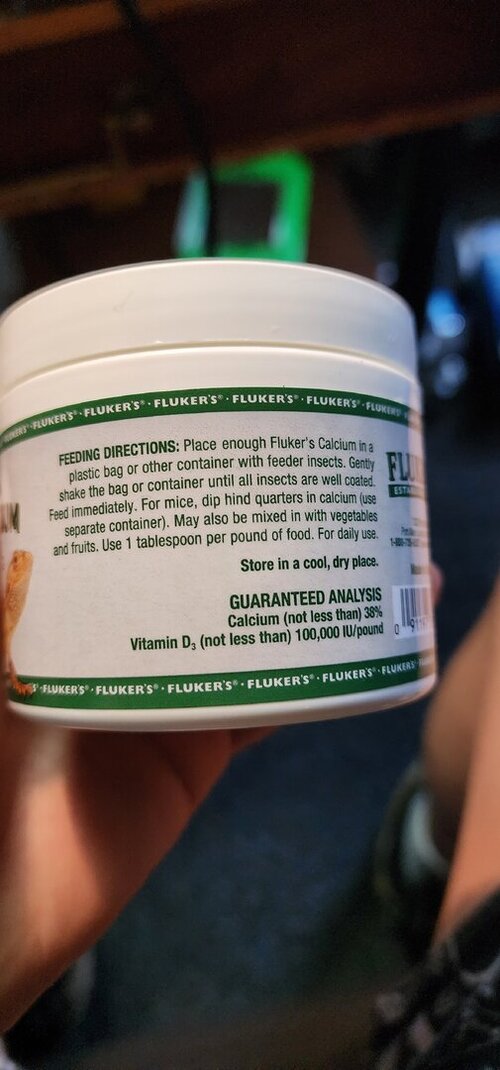 FLUKER'S® · FLUKER'S® · FLUKER'S® · FLUKER'S® · FLUKER'S® · FLUKER'S®
FEEDING DIRECTIONS: Place enough Fluker's Calcium in a
plastic bag or other container with feeder insects. Gently
shake the bag or container until all insects are well coated.
Feed immediately. For mice, dip hind quarters in calcium (use
separate container). May also be mixed in with vegetables
and fruits. Use 1 tablespoon per pound of food. For daily use.
Store in a cool, dry place.
GUARANTEED ANALYSIS
Calcium (not less than) 38%
Vitamin D3 (not less than) 100,000 IU/pound
FLUKER'S® · FLUKER'S® · FLUKER'S® · FLUKER'S® · FLUKER'S®